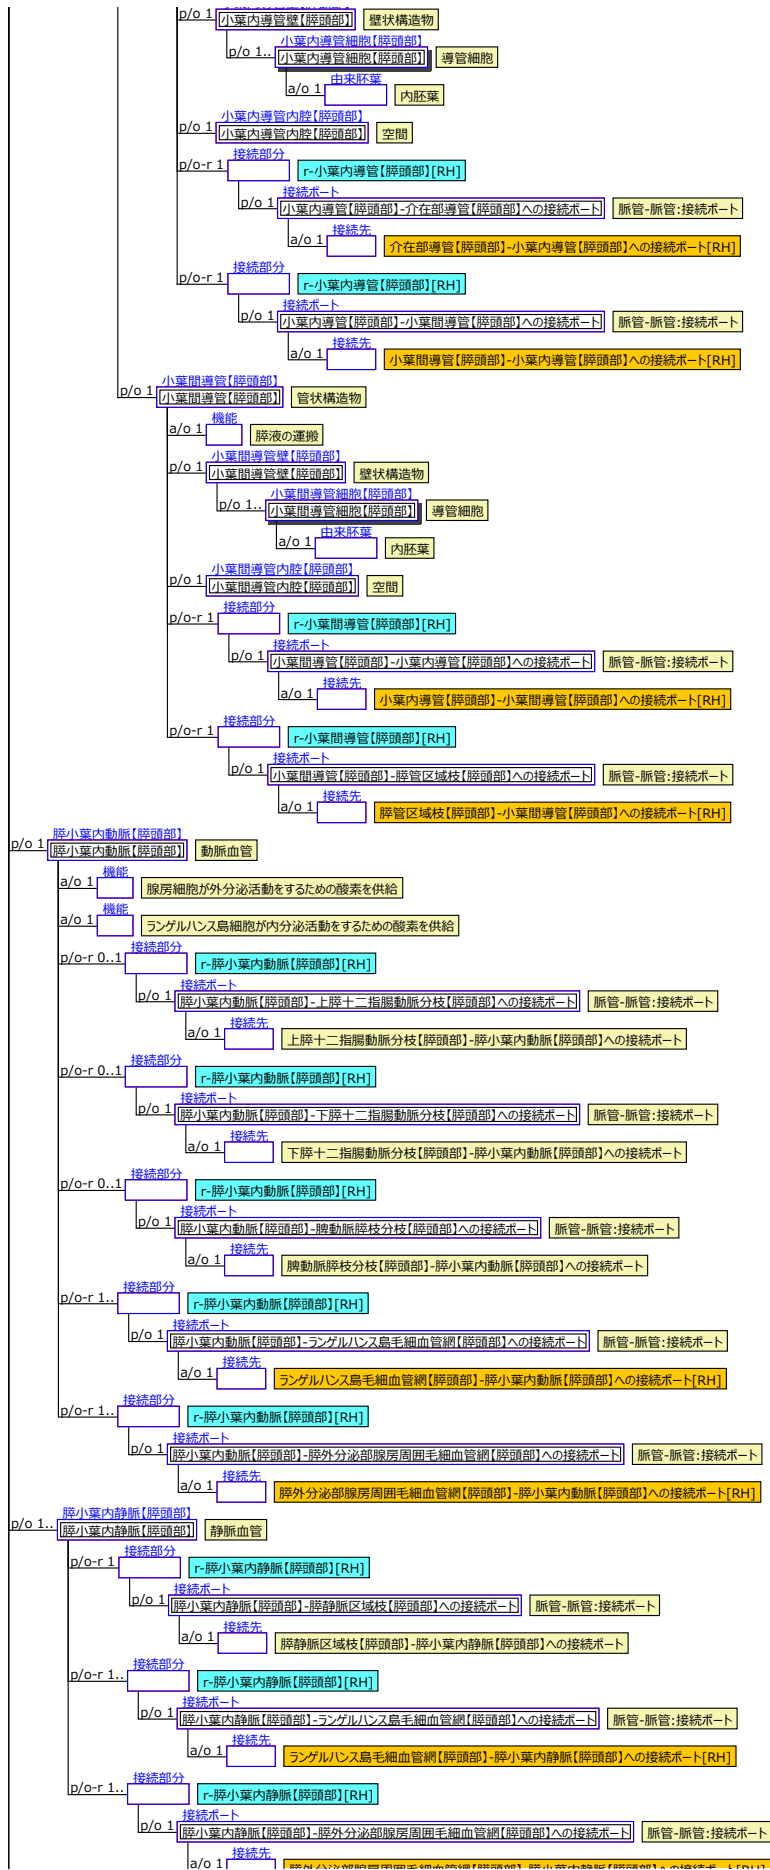 小葉内導管壁【膵頭部】
p/o 1 小葉内導管壁【膵頭部】 壁状構造物
小葉内導管細胞【膵頭部】
p/o 1.. 小葉内導管細胞【膵頭部】 導管細胞
由来胚葉
a/o 1 内胚葉
小葉内導管内腔【膵頭部】
p/o 1 小葉内導管内腔【膵頭部】 空間
接続部分
p/o-r 1 r-小葉内導管【膵頭部】[RH]
接続ポート
p/o 1 小葉内導管【膵頭部】-介在部導管【膵頭部】への接続ポート 脈管-脈管:接続ポート
接続先
a/o 1 介在部導管【膵頭部】-小葉内導管【膵頭部】への接続ポート[RH]
接続部分
p/o-r 1 r-小葉内導管【膵頭部】[RH]
接続ポート
p/o 1 小葉内導管【膵頭部】-小葉間導管【膵頭部】への接続ポート 脈管-脈管:接続ポート
接続先
a/o 1 小葉間導管【膵頭部】-小葉内導管【膵頭部】への接続ポート[RH]
小葉間導管【膵頭部】
p/o 1 小葉間導管【膵頭部】 管状構造物
機能
a/o 1 膵液の運搬
小葉間導管壁【膵頭部】
p/o 1 小葉間導管壁【膵頭部】 壁状構造物
小葉間導管細胞【膵頭部】
p/o 1.. 小葉間導管細胞【膵頭部】 導管細胞
由来胚葉
a/o 1 内胚葉
小葉間導管内腔【膵頭部】
p/o 1 小葉間導管内腔【膵頭部】 空間
接続部分
p/o-r 1 r-小葉間導管【膵頭部】[RH]
接続ポート
p/o 1 小葉間導管【膵頭部】-小葉内導管【膵頭部】への接続ポート 脈管-脈管:接続ポート
接続先
a/o 1 小葉内導管【膵頭部】-小葉間導管【膵頭部】への接続ポート[RH]
接続部分
p/o-r 1 r-小葉間導管【膵頭部】[RH]
接続ポート
p/o 1 小葉間導管【膵頭部】-膵管区域枝【膵頭部】への接続ポート 脈管-脈管:接続ポート
接続先
a/o 1 膵管区域枝【膵頭部】-小葉間導管【膵頭部】への接続ポート[RH]
膵小葉内動脈【膵頭部】
p/o 1 膵小葉内動脈【膵頭部】 動脈血管
機能
a/o 1 腺房細胞が外分泌活動をするための酸素を供給
機能
a/o 1 ランゲルハンス島細胞が内分泌活動をするための酸素を供給
接続部分
p/o-r 0..1 r-膵小葉内動脈【膵頭部】[RH]
接続ポート
p/o 1 膵小葉内動脈【膵頭部】-上膵十二指腸動脈分枝【膵頭部】への接続ポート 脈管-脈管:接続ポート
接続先
a/o 1 上膵十二指腸動脈分枝【膵頭部】-膵小葉内動脈【膵頭部】への接続ポート
接続部分
p/o-r 0..1 r-膵小葉内動脈【膵頭部】[RH]
接続ポート
p/o 1 膵小葉内動脈【膵頭部】-下膵十二指腸動脈分枝【膵頭部】への接続ポート 脈管-脈管:接続ポート
接続先
a/o 1 下膵十二指腸動脈分枝【膵頭部】-膵小葉内動脈【膵頭部】への接続ポート
接続部分
p/o-r 0..1 r-膵小葉内動脈【膵頭部】[RH]
接続ポート
p/o 1 膵小葉内動脈【膵頭部】-脾動脈膵枝分枝【膵頭部】への接続ポート 脈管-脈管:接続ポート
接続先
a/o 1 脾動脈膵枝分枝【膵頭部】-膵小葉内動脈【膵頭部】への接続ポート
接続部分
p/o-r 1.. r-膵小葉内動脈【膵頭部】[RH]
接続ポート
p/o 1 膵小葉内動脈【膵頭部】-ランゲルハンス島毛細血管網【膵頭部】への接続ポート 脈管-脈管:接続ポート
接続先
a/o 1 ランゲルハンス島毛細血管網【膵頭部】-膵小葉内動脈【膵頭部】への接続ポート[RH]
接続部分
p/o-r 1.. r-膵小葉内動脈【膵頭部】[RH]
接続ポート
p/o 1 膵小葉内動脈【膵頭部】-膵外分泌部腺房周囲毛細血管網【膵頭部】への接続ポート 脈管-脈管:接続ポート
接続先
a/o 1 膵外分泌部腺房周囲毛細血管網【膵頭部】-膵小葉内動脈【膵頭部】への接続ポート[RH]
膵小葉内静脈【膵頭部】
p/o 1.. 膵小葉内静脈【膵頭部】 静脈血管
接続部分
p/o-r 1 r-膵小葉内静脈【膵頭部】[RH]
接続ポート
p/o 1 膵小葉内静脈【膵頭部】-膵静脈区域枝【膵頭部】への接続ポート 脈管-脈管:接続ポート
接続先
a/o 1 膵静脈区域枝【膵頭部】-膵小葉内静脈【膵頭部】への接続ポート
接続部分
p/o-r 1.. r-膵小葉内静脈【膵頭部】[RH]
接続ポート
p/o 1 膵小葉内静脈【膵頭部】-ランゲルハンス島毛細血管網【膵頭部】への接続ポート 脈管-脈管:接続ポート
接続先
a/o 1 ランゲルハンス島毛細血管網【膵頭部】-膵小葉内静脈【膵頭部】への接続ポート[RH]
接続部分
p/o-r 1.. r-膵小葉内静脈【膵頭部】[RH]
接続ポート
p/o 1 膵小葉内静脈【膵頭部】-膵外分泌部腺房周囲毛細血管網【膵頭部】への接続ポート 脈管-脈管:接続ポート
接続先
a/o 1 膵外分泌部腺房周囲毛細血管網【膵頭部】-膵小葉内静脈【膵頭部】への接続ポート[RH]